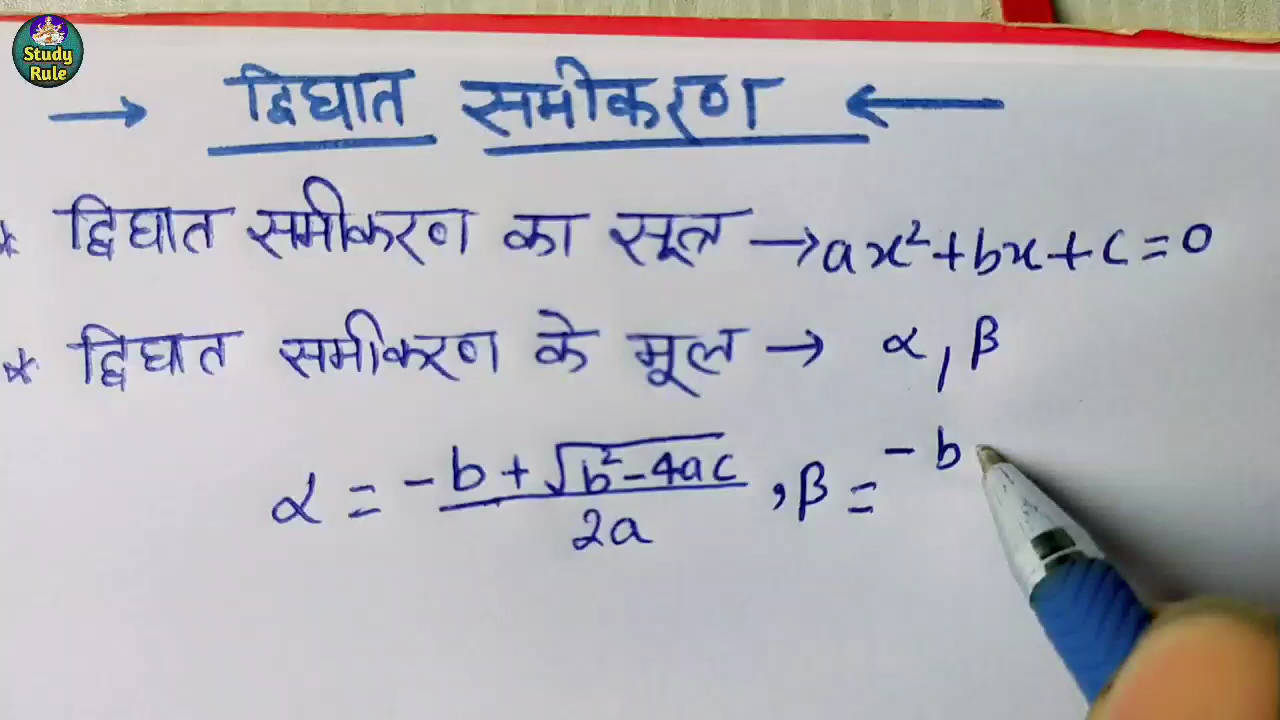 Study
Rule
→ द्विघात समीकरण ←
* द्विघात समीकरण का सूत्र → ax²+bx+c=0
* द्विघात समीकरण के मूल → α, β
α = -b+√b²-4ac / 2a , β = -b